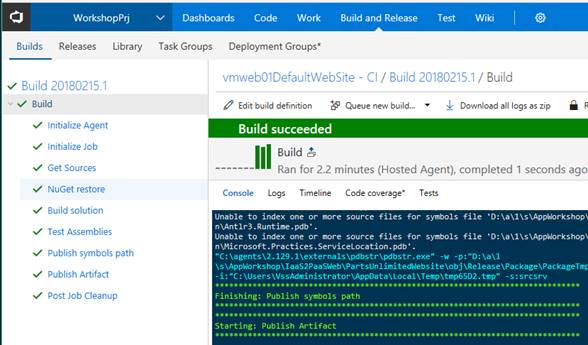 WorkshopPrj
Dashboards Code Work Build and Release Test Wiki
Builds Releases Library Task Groups Deployment Groups*
Build 20180215.1
Build
Initialize Agent
Initialize Job
Get Sources
NuGet restore
Build solution
Test Assemblies
Publish symbols path
Publish Artifact
Post Job Cleanup
vmweb01DefaultWebSite - CI / Build 20180215.1 / Build
Edit build definition Queue new build... Download all logs as zip R
Build succeeded
Build
Ran for 2.2 minutes (Hosted Agent), completed 1 seconds ago
Console Logs Timeline Code coverage* Tests
Unable to index one or more source files for symbols file 'D:\a\1\s\AppWorkshop\
n\Antlr3.Runtime.pdb'.
Unable to index one or more source files for symbols file 'D:\a\1\s\AppWorkshop\
n\Microsoft.Practices.ServiceLocation.pdb'.
"C:\agents\2.129.1\externals\pdbstr\pdbstr.exe" -w -p:"D:\a\1
\s\AppWorkshop\IaaS2PaaSWeb\PartsUnlimitedWebsite\obj\Release\Package\PackageTmp
-i:"C:\Users\VssAdministrator\AppData\Local\Temp\tmp65D2.tmp" -s:srcsrv
******************************************************************************
Finishing: Publish symbols path
******************************************************************************
******************************************************************************
Starting: Publish Artifact
******************************************************************************